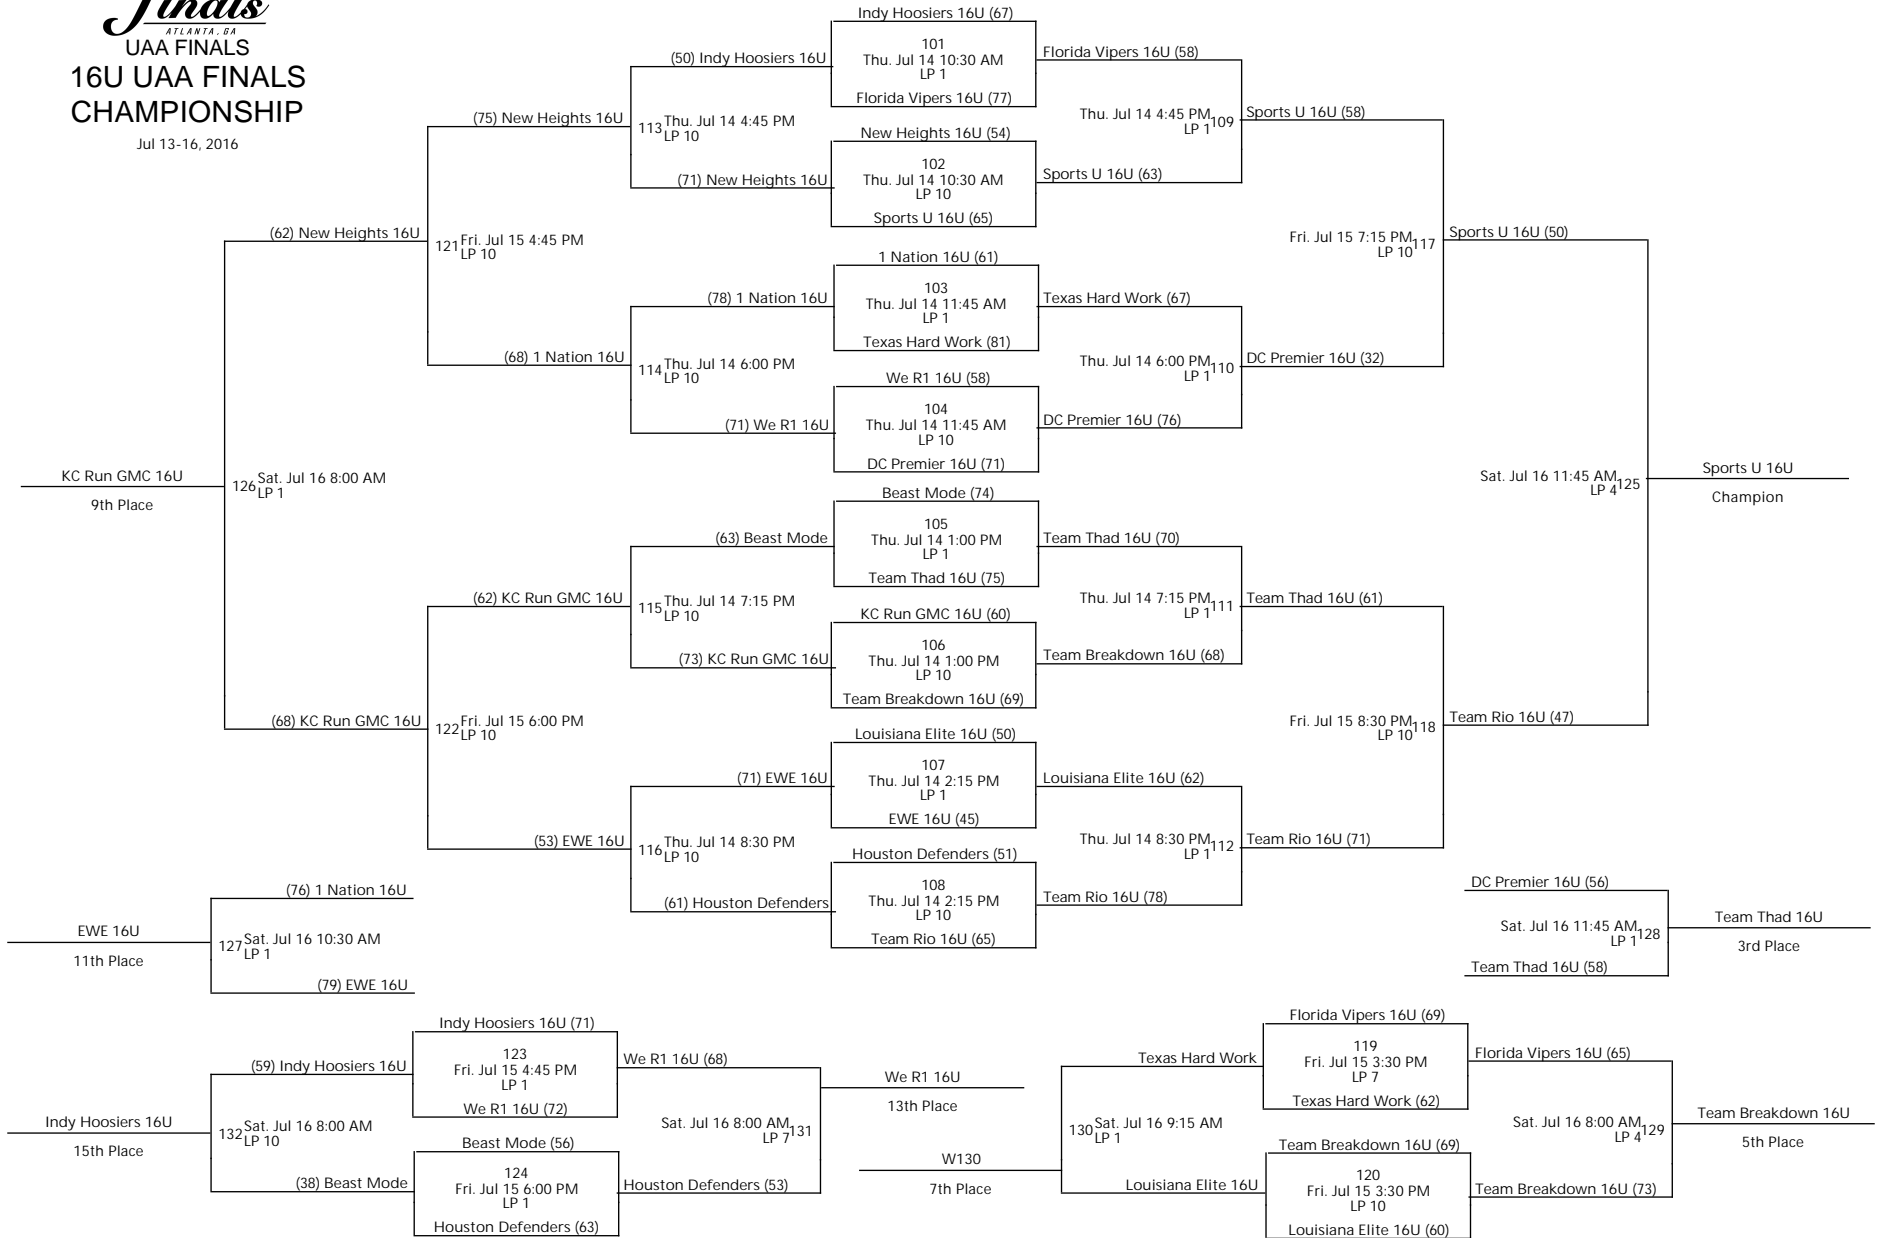 Finals
ATLANTA, GA
UAA FINALS
16U UAA FINALS
CHAMPIONSHIP
Jul 13-16, 2016
Indy Hoosiers 16U (67)
101
Thu. Jul 14 10:30 AM
LP 1
Florida Vipers 16U (77)
New Heights 16U (54)
102
Thu. Jul 14 10:30 AM
LP 10
Sports U 16U (65)
1 Nation 16U (61)
103
Thu. Jul 14 11:45 AM
LP 1
Texas Hard Work (81)
We R1 16U (58)
104
Thu. Jul 14 11:45 AM
LP 10
DC Premier 16U (71)
Beast Mode (74)
105
Thu. Jul 14 1:00 PM
LP 1
Team Thad 16U (75)
KC Run GMC 16U (60)
106
Thu. Jul 14 1:00 PM
LP 10
Team Breakdown 16U (69)
Louisiana Elite 16U (50)
107
Thu. Jul 14 2:15 PM
LP 1
EWE 16U (45)
Houston Defenders (51)
108
Thu. Jul 14 2:15 PM
LP 10
Team Rio 16U (65)
(50) Indy Hoosiers 16U
113 Thu. Jul 14 4:45 PM
LP 10
(71) New Heights 16U
(78) 1 Nation 16U
114 Thu. Jul 14 6:00 PM
LP 10
(71) We R1 16U
(63) Beast Mode
115 Thu. Jul 14 7:15 PM
LP 10
(73) KC Run GMC 16U
(71) EWE 16U
116 Thu. Jul 14 8:30 PM
LP 10
(61) Houston Defenders
(75) New Heights 16U
121 Fri. Jul 15 4:45 PM
LP 10
(68) 1 Nation 16U
(62) KC Run GMC 16U
122 Fri. Jul 15 6:00 PM
LP 10
(53) EWE 16U
(62) New Heights 16U
126 Sat. Jul 16 8:00 AM
LP 1
(68) KC Run GMC 16U
KC Run GMC 16U
9th Place
Florida Vipers 16U (58)
Thu. Jul 14 4:45 PM
LP 1 109
Sports U 16U (63)
Texas Hard Work (67)
Thu. Jul 14 6:00 PM
LP 1 110
DC Premier 16U (76)
Team Thad 16U (70)
Thu. Jul 14 7:15 PM
LP 1 111
Team Breakdown 16U (68)
Louisiana Elite 16U (62)
Thu. Jul 14 8:30 PM
LP 1 112
Team Rio 16U (78)
Sports U 16U (58)
Fri. Jul 15 7:15 PM
LP 10 117
DC Premier 16U (32)
Team Thad 16U (61)
Fri. Jul 15 8:30 PM
LP 10 118
Team Rio 16U (71)
Sports U 16U (50)
Sat. Jul 16 11:45 AM
LP 4 125
Team Rio 16U (47)
Sports U 16U
Champion
(76) 1 Nation 16U
127 Sat. Jul 16 10:30 AM
LP 1
(79) EWE 16U
EWE 16U
11th Place
DC Premier 16U (56)
Sat. Jul 16 11:45 AM
LP 1 128
Team Thad 16U (58)
Team Thad 16U
3rd Place
Indy Hoosiers 16U (71)
123
Fri. Jul 15 4:45 PM
LP 1
We R1 16U (72)
Beast Mode (56)
124
Fri. Jul 15 6:00 PM
LP 1
Houston Defenders (63)
(59) Indy Hoosiers 16U
132 Sat. Jul 16 8:00 AM
LP 10
(38) Beast Mode
Indy Hoosiers 16U
15th Place
We R1 16U (68)
Sat. Jul 16 8:00 AM
LP 7 131
Houston Defenders (53)
We R1 16U
13th Place
Florida Vipers 16U (69)
119
Fri. Jul 15 3:30 PM
LP 7
Texas Hard Work (62)
Team Breakdown 16U (69)
120
Fri. Jul 15 3:30 PM
LP 10
Louisiana Elite 16U (60)
Texas Hard Work
130 Sat. Jul 16 9:15 AM
LP 1
Louisiana Elite 16U
W130
7th Place
Florida Vipers 16U (65)
Sat. Jul 16 8:00 AM
LP 4 129
Team Breakdown 16U (73)
Team Breakdown 16U
5th Place